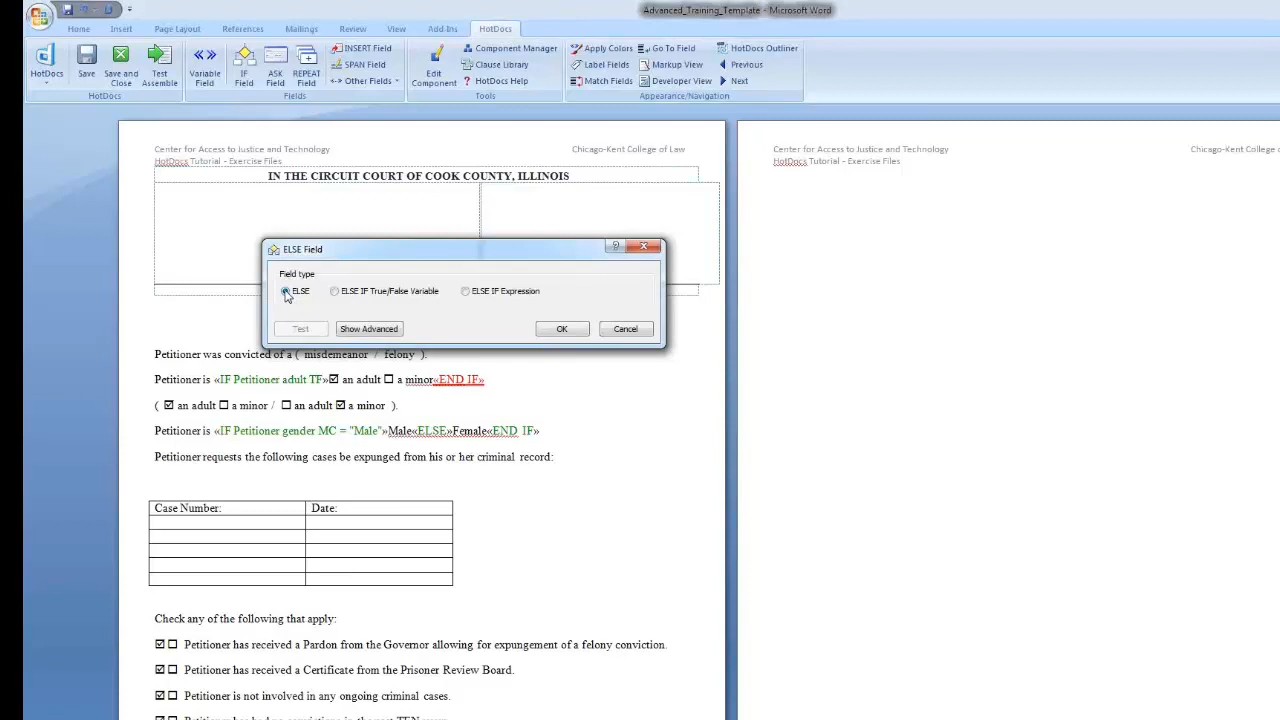 Advanced_Training_Template - Microsoft Word
Home Insert Page Layout References Mailings Review View Add-Ins HotDocs
INSERT Field Component Manager Apply Colors Go To Field HotDocs Outliner
SPAN Field Clause Library Label Fields Markup View Previous
HotDocs Save Save and Close Test Assemble Variable Field IF Field ASK Field REPEAT Field Other Fields Edit Component HotDocs Help Match Fields Developer View Next
HotDocs Fields Tools Appearance/Navigation
Center for Access to Justice and Technology Chicago-Kent College of Law
HotDocs Tutorial - Exercise Files
IN THE CIRCUIT COURT OF COOK COUNTY, ILLINOIS
Center for Access to Justice and Technology Chicago-Kent College
HotDocs Tutorial - Exercise Files
ELSE Field
Field type
ELSE ELSE IF True/False Variable ELSE IF Expression
Test Show Advanced OK Cancel
Petitioner was convicted of a ( misdemeanor / felony ).
Petitioner is «IF Petitioner adult TF»☑ an adult ☐ a minor«END IF»
( ☑ an adult ☐ a minor / ☐ an adult ☑ a minor ).
Petitioner is «IF Petitioner gender MC = "Male"»Male«ELSE»Female«END IF»
Petitioner requests the following cases be expunged from his or her criminal record:
Case Number: Date:
Check any of the following that apply:
☑ ☐ Petitioner has received a Pardon from the Governor allowing for expungement of a felony conviction.
☑ ☐ Petitioner has received a Certificate from the Prisoner Review Board.
☑ ☐ Petitioner is not involved in any ongoing criminal cases.